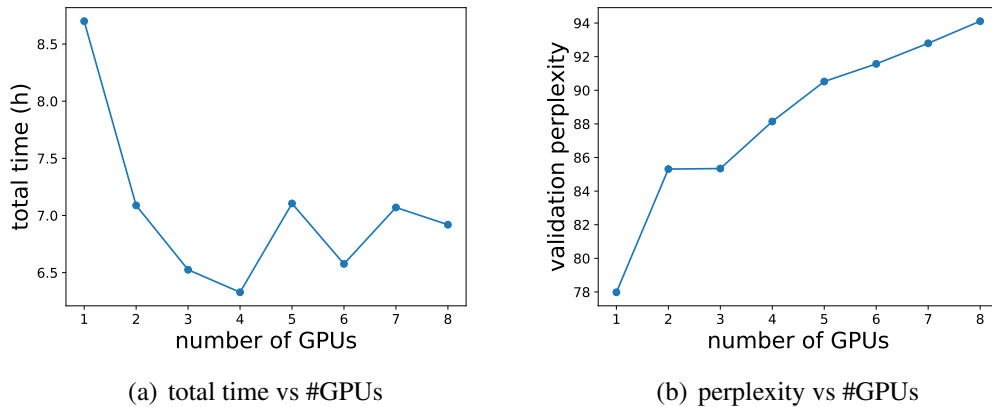 total time (h)
8.5
8.0
7.5
7.0
6.5
1 2 3 4 5 6 7 8
number of GPUs
(a) total time vs #GPUs
validation perplexity
94
92
90
88
86
84
82
80
78
1 2 3 4 5 6 7 8
number of GPUs
(b) perplexity vs #GPUs